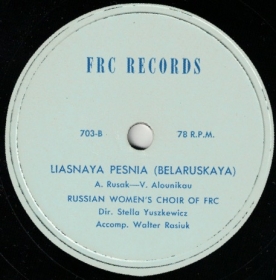 FRC RECORDS
703-B 78 R.P.M.
LIASNAYA PESNIA (BELARUSKAYA)
A. Rusak—V. Alounikau
RUSSIAN WOMEN'S CHOIR OF FRC
Dir. Stella Yuszkewicz
Accomp. Walter Rasiuk